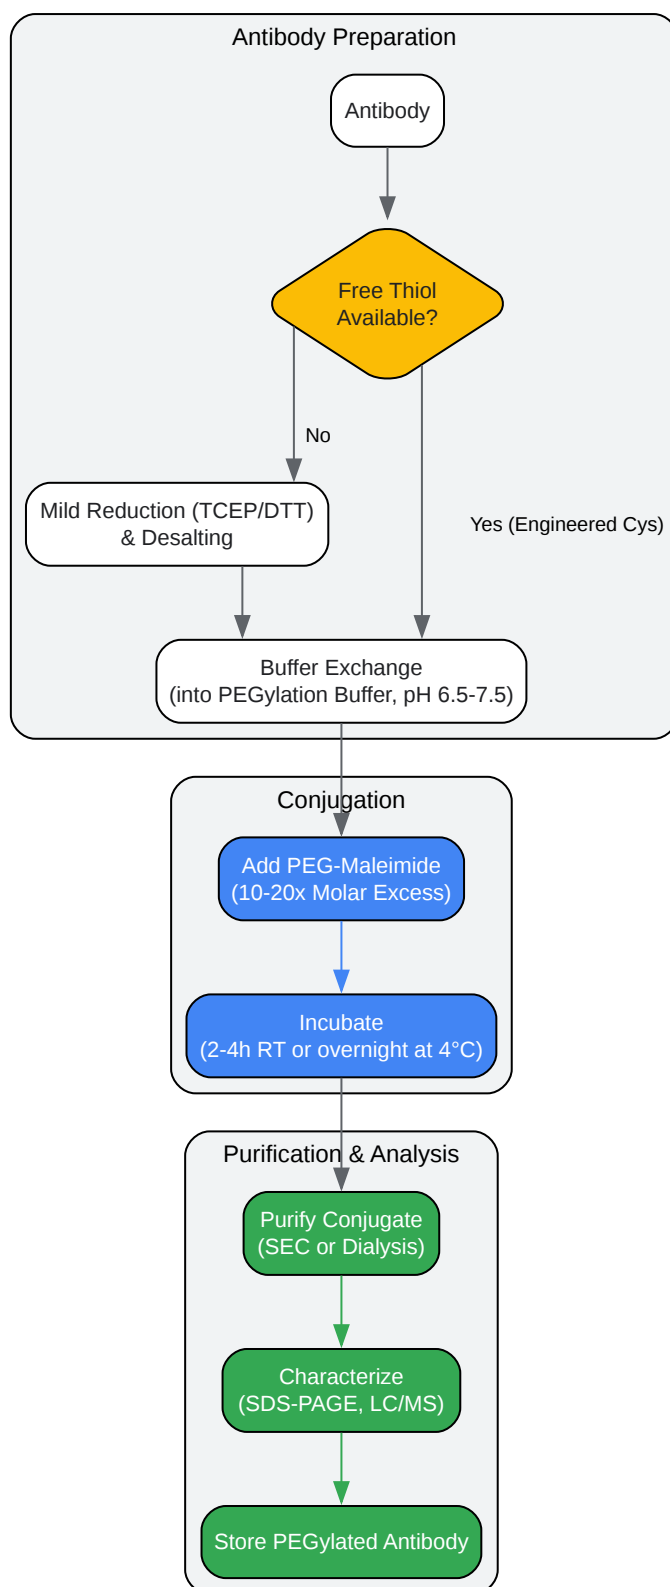 Antibody Preparation
Antibody
Free Thiol
Available?
No
Yes (Engineered Cys)
Mild Reduction (TCEP/DTT)
& Desalting
Buffer Exchange
(into PEGylation Buffer, pH 6.5-7.5)
Conjugation
Add PEG-Maleimide
(10-20x Molar Excess)
Incubate
(2-4h RT or overnight at 4°C)
Purification & Analysis
Purify Conjugate
(SEC or Dialysis)
Characterize
(SDS-PAGE, LC/MS)
Store PEGylated Antibody